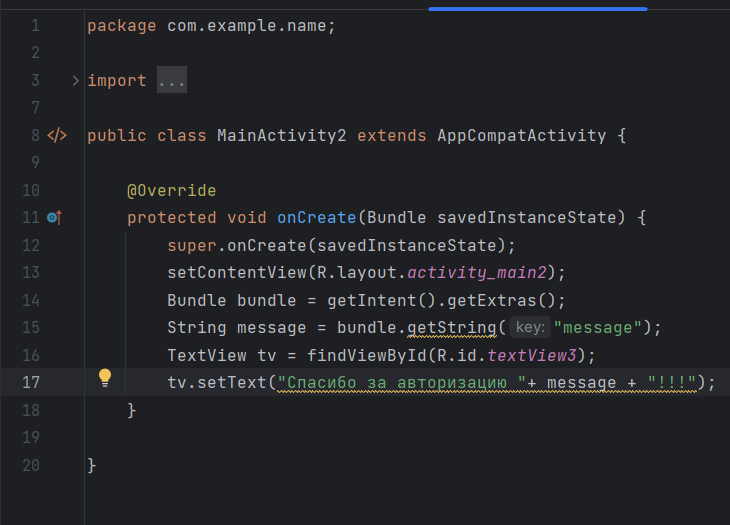 1 package com.example.name;
2
3 import ...
7
8 public class MainActivity2 extends AppCompatActivity {
9
10 @Override
11 protected void onCreate(Bundle savedInstanceState) {
12 super.onCreate(savedInstanceState);
13 setContentView(R.layout.activity_main2);
14 Bundle bundle = getIntent().getExtras();
15 String message = bundle.getString( key: "message");
16 TextView tv = findViewById(R.id.textView3);
17 tv.setText("Спасибо за авторизацию "+ message + "!!!");
18 }
19
20 }